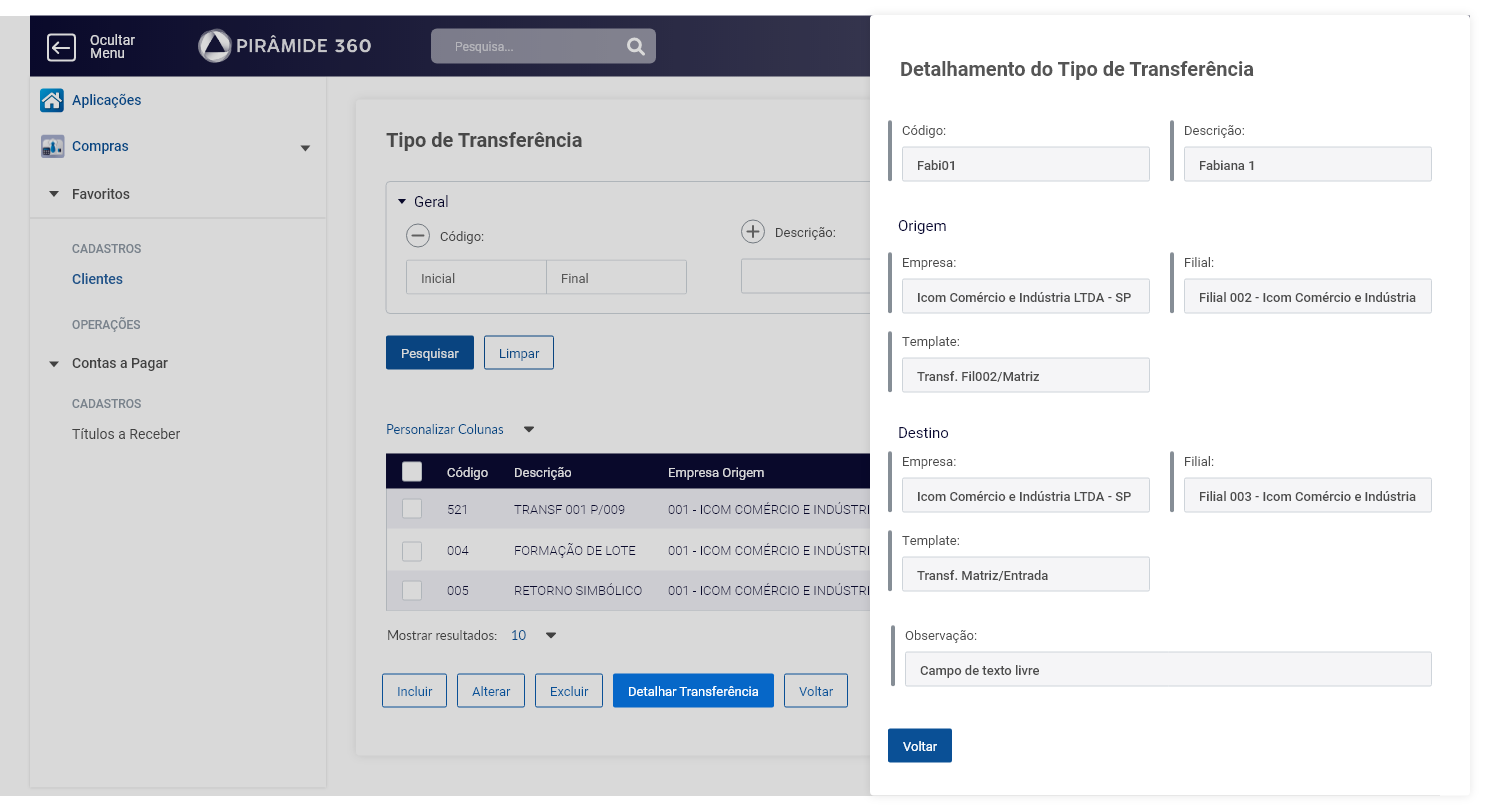 Ocultar
Menu
PIRÂMIDE 360
Pesquisa...
Aplicações
Compras
Favoritos
CADASTROS
Clientes
OPERAÇÕES
Contas a Pagar
CADASTROS
Títulos a Receber
Tipo de Transferência
Geral
Código:
Descrição:
Inicial
Final
Pesquisar
Limpar
Personalizar Colunas
Código Descrição Empresa Origem
521 TRANSF 001 P/009 001 - ICOM COMÉRCIO E INDÚSTRI
004 FORMAÇÃO DE LOTE 001 - ICOM COMÉRCIO E INDÚSTRI
005 RETORNO SIMBÓLICO 001 - ICOM COMÉRCIO E INDÚSTRI
Mostrar resultados: 10
Incluir Alterar Excluir Detalhar Transferência Voltar
Detalhamento do Tipo de Transferência
Código: Descrição:
Fabi01 Fabiana 1
Origem
Empresa: Filial:
Icom Comércio e Indústria LTDA - SP Filial 002 - Icom Comércio e Indústria
Template:
Transf. Fil002/Matriz
Destino
Empresa: Filial:
Icom Comércio e Indústria LTDA - SP Filial 003 - Icom Comércio e Indústria
Template:
Transf. Matriz/Entrada
Observação:
Campo de texto livre
Voltar